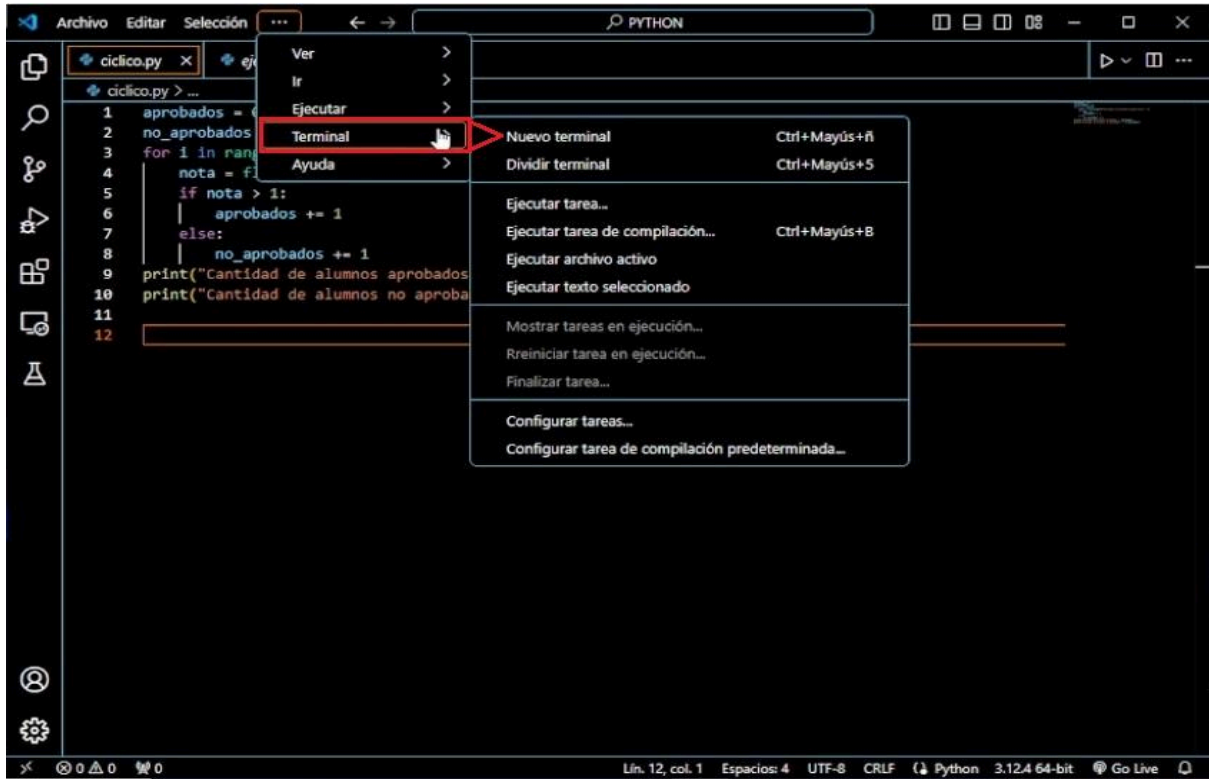 Archivo Editar Selección ... PYTHON
ciclico.py × eje
ciclico.py > ...
Ver
Ir
Ejecutar
Terminal
Ayuda
1 aprobados =
2 no_aprobados
3 for i in rang
4 nota = fl
5 if nota > 1:
6 aprobados += 1
7 else:
8 no_aprobados += 1
9 print("Cantidad de alumnos aprobados
10 print("Cantidad de alumnos no aproba
11
12
Nuevo terminal Ctrl+Mayús+ñ
Dividir terminal Ctrl+Mayús+5
Ejecutar tarea...
Ejecutar tarea de compilación... Ctrl+Mayús+B
Ejecutar archivo activo
Ejecutar texto seleccionado
Mostrar tareas en ejecución...
Rreiniciar tarea en ejecución...
Finalizar tarea...
Configurar tareas...
Configurar tarea de compilación predeterminada...
0 0 0 Lín. 12, col. 1 Espacios: 4 UTF-8 CRLF Python 3.12.4 64-bit Go Live